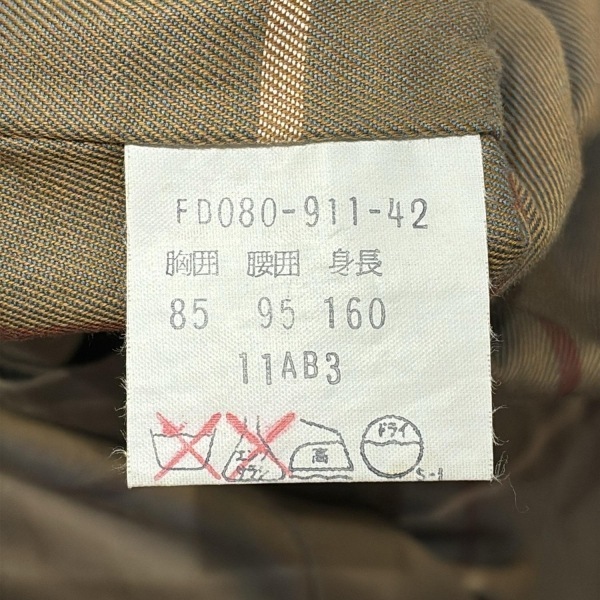 FD080-911-42
胸囲 腰囲 身長
85 95 160
11AB3
エンソ サラシ 高 ドライ
S-1